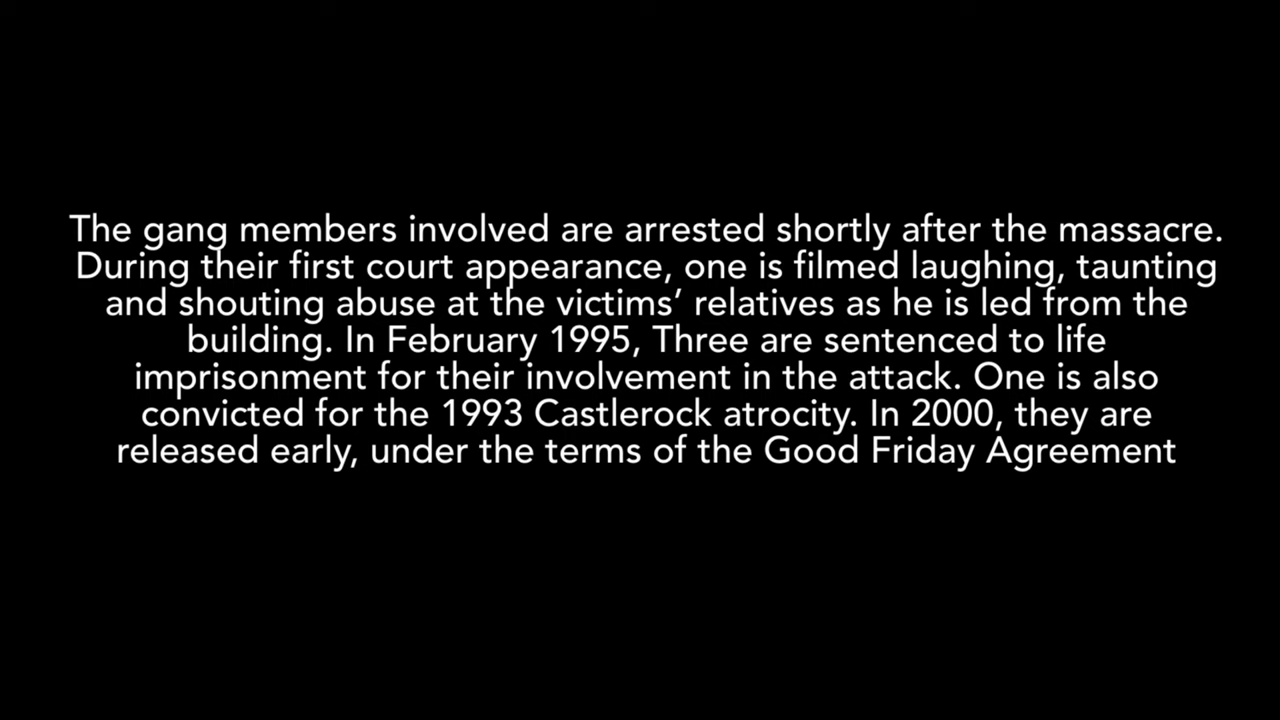 The gang members involved are arrested shortly after the massacre.
During their first court appearance, one is filmed laughing, taunting
and shouting abuse at the victims’ relatives as he is led from the
building. In February 1995, Three are sentenced to life
imprisonment for their involvement in the attack. One is also
convicted for the 1993 Castlerock atrocity. In 2000, they are
released early, under the terms of the Good Friday Agreement